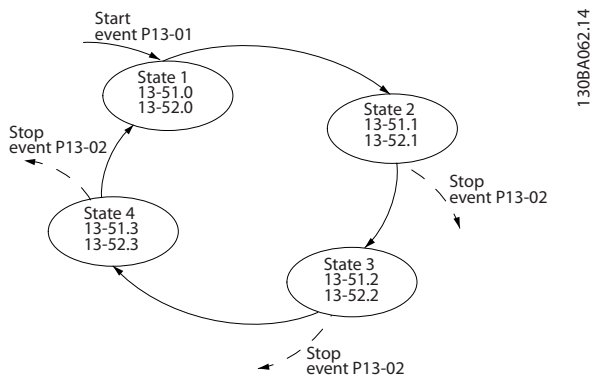 Start
event P13-01
130BA062.14
State 1
13-51.0
13-52.0
State 2
13-51.1
13-52.1
Stop
event P13-02
Stop
event P13-02
State 4
13-51.3
13-52.3
State 3
13-51.2
13-52.2
Stop
event P13-02